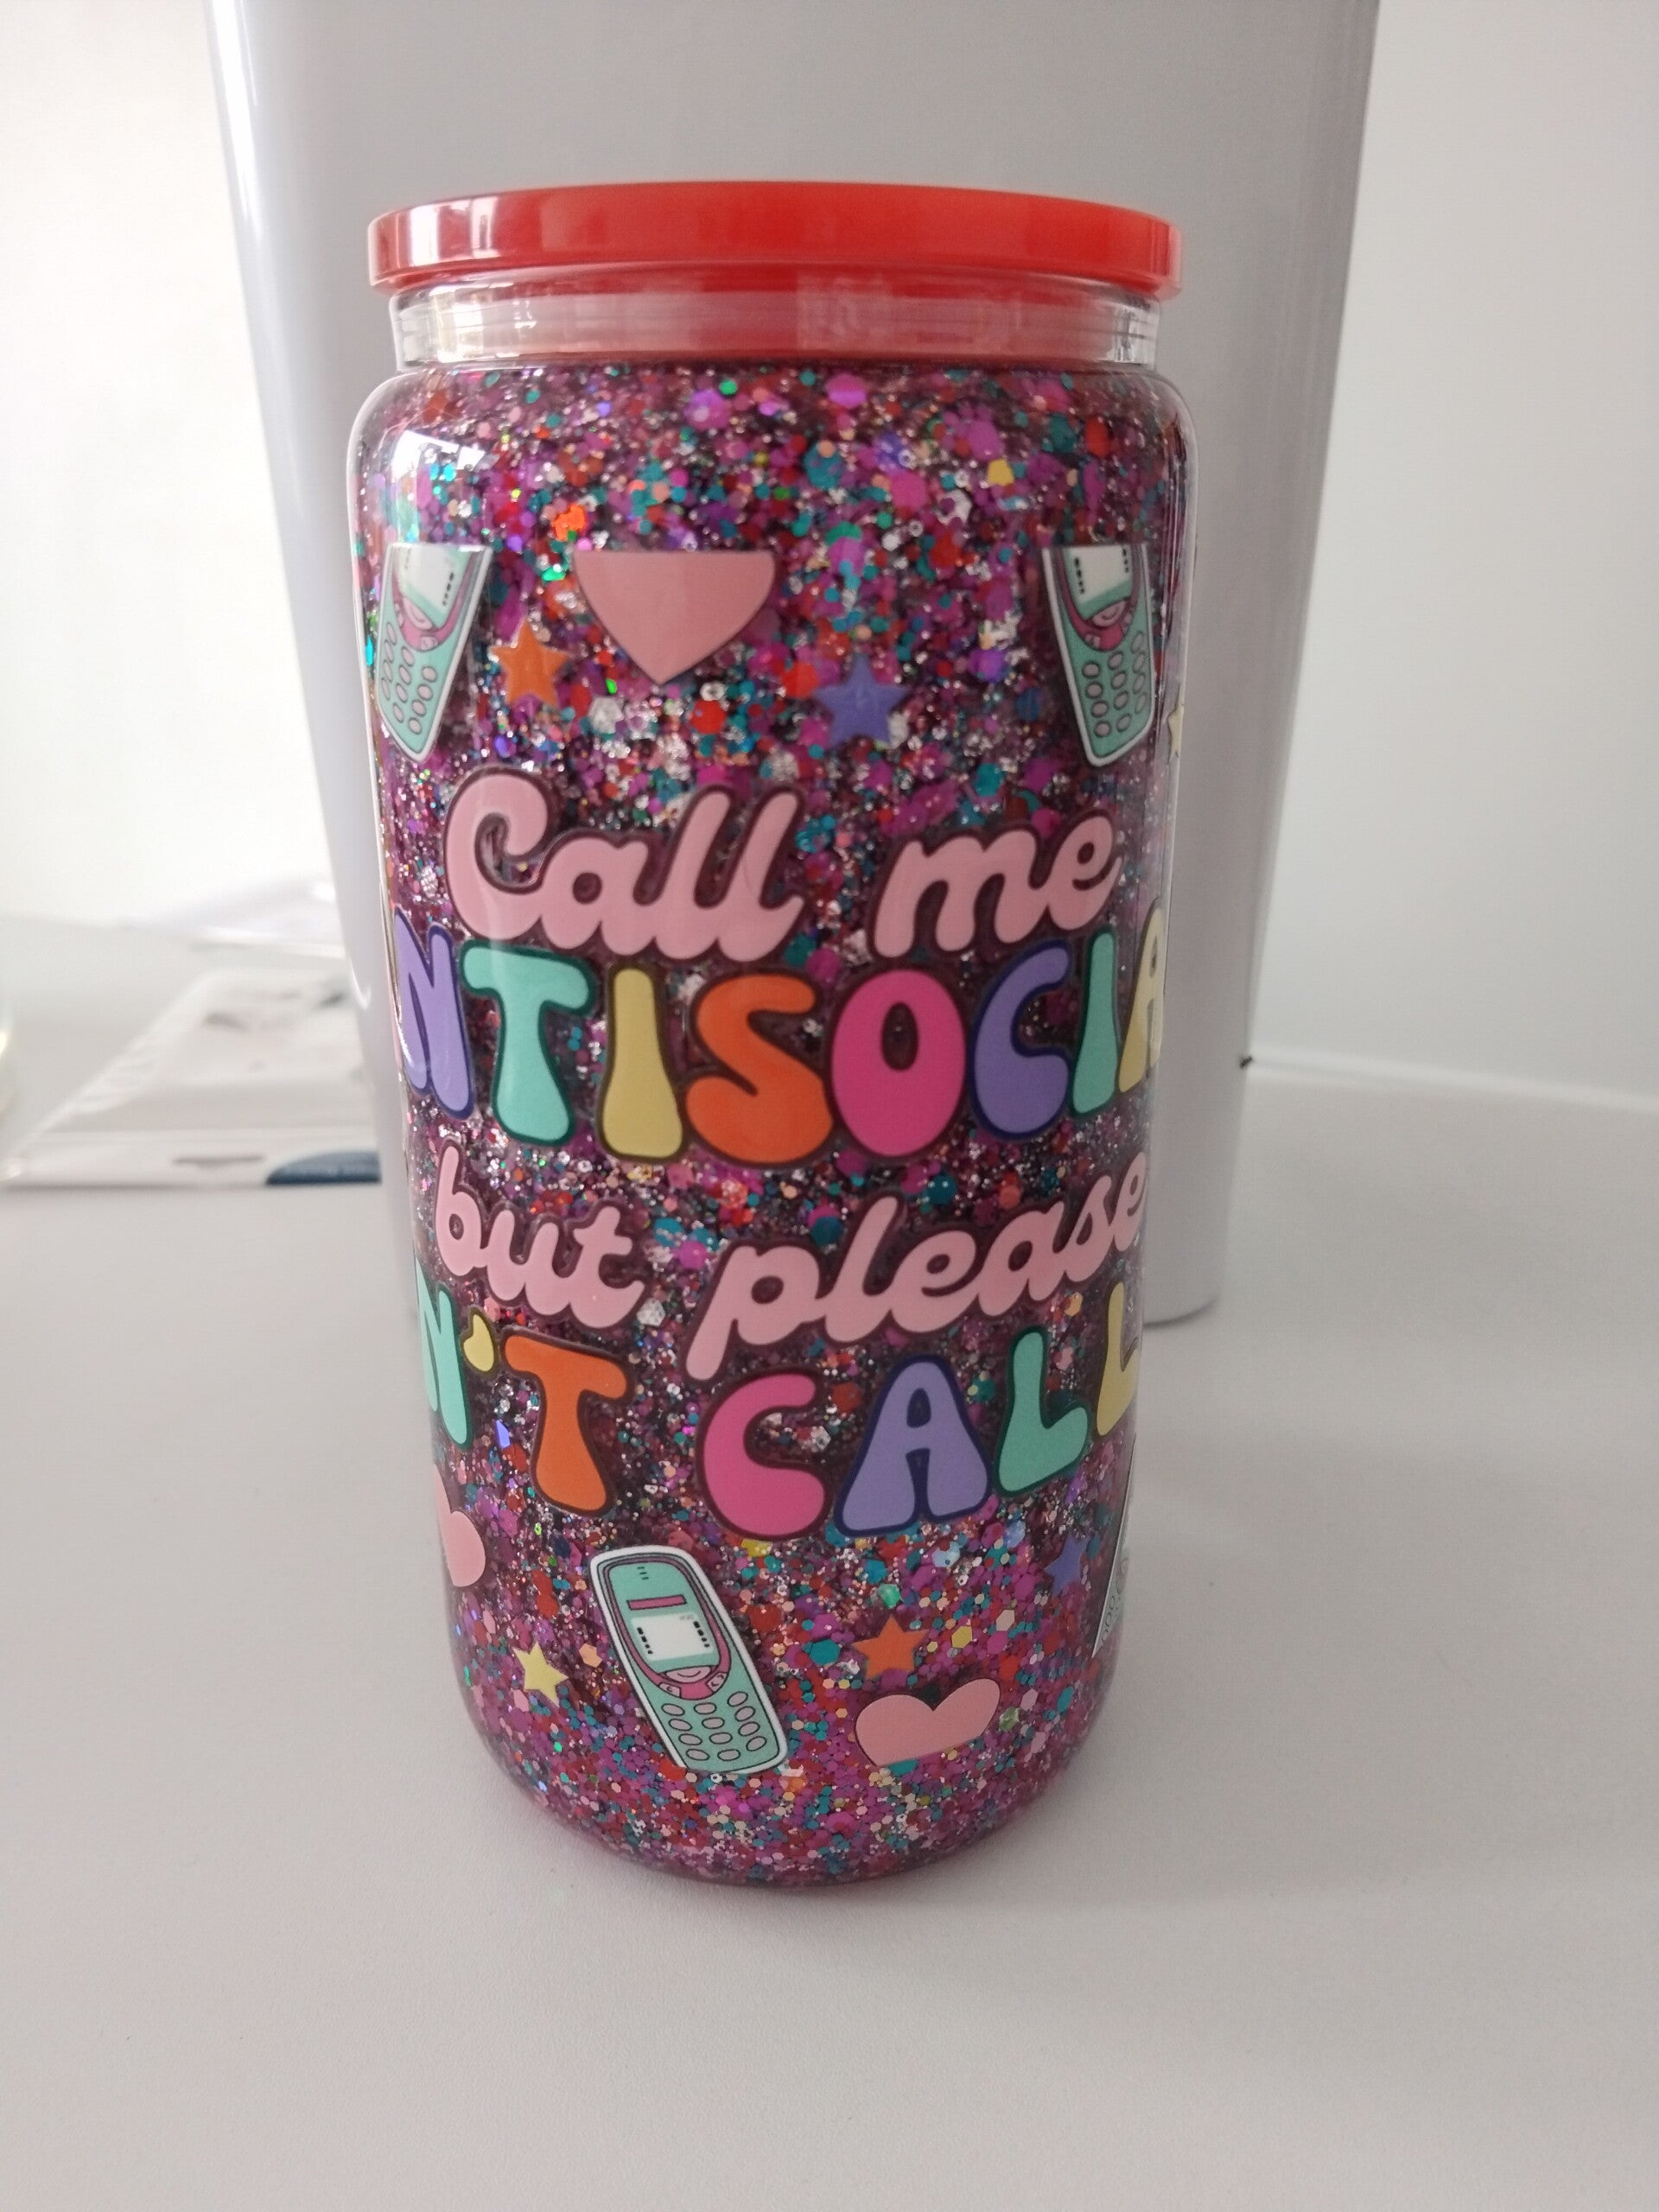 Call me
NTISOCIA
but please
N'T CALL